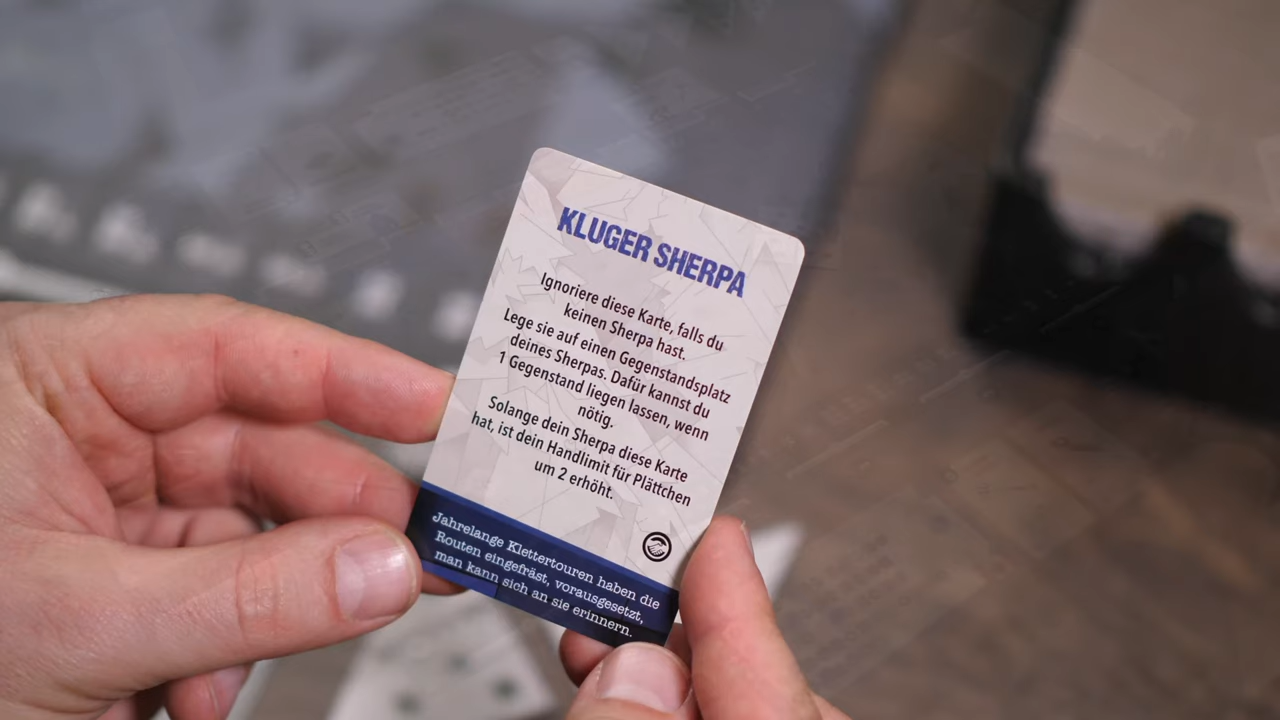 KLUGER SHERPA
Ignoriere diese Karte, falls du
keinen Sherpa hast.
Lege sie auf einen Gegenstandsplatz
deines Sherpas. Dafür kannst du
1 Gegenstand liegen lassen, wenn
nötig.
Solange dein Sherpa diese Karte
hat, ist dein Handlimit für Plättchen
um 2 erhöht.
Jahrelange Klettertouren haben die
Routen eingefräst, vorausgesetzt,
man kann sich an sie erinnern.